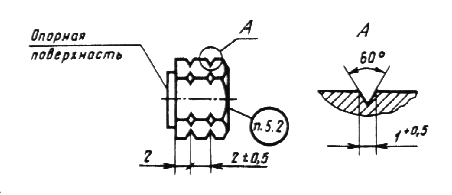 Опорная
поверхность
А
А
60°
п.5.2
2
2±0,5
1+0,5